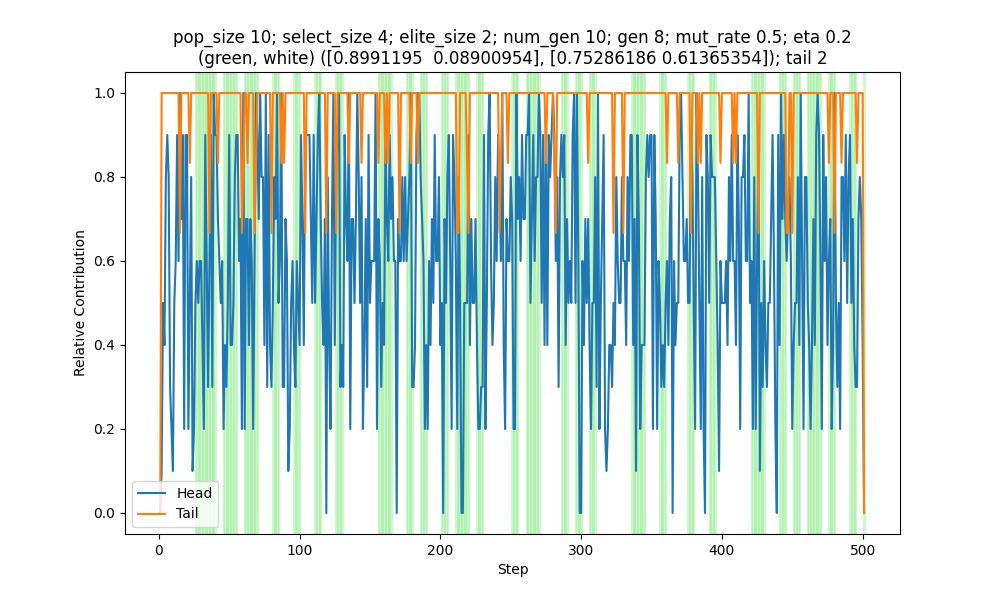 pop_size 10; select_size 4; elite_size 2; num_gen 10; gen 8; mut_rate 0.5; eta 0.2
(green, white) ([0.8991195  0.08900954], [0.75286186 0.61365354]); tail 2
1.0
0.8
0.6
0.4
0.2
0.0
Relative Contribution
Head
Tail
0
100
200
300
400
500
Step